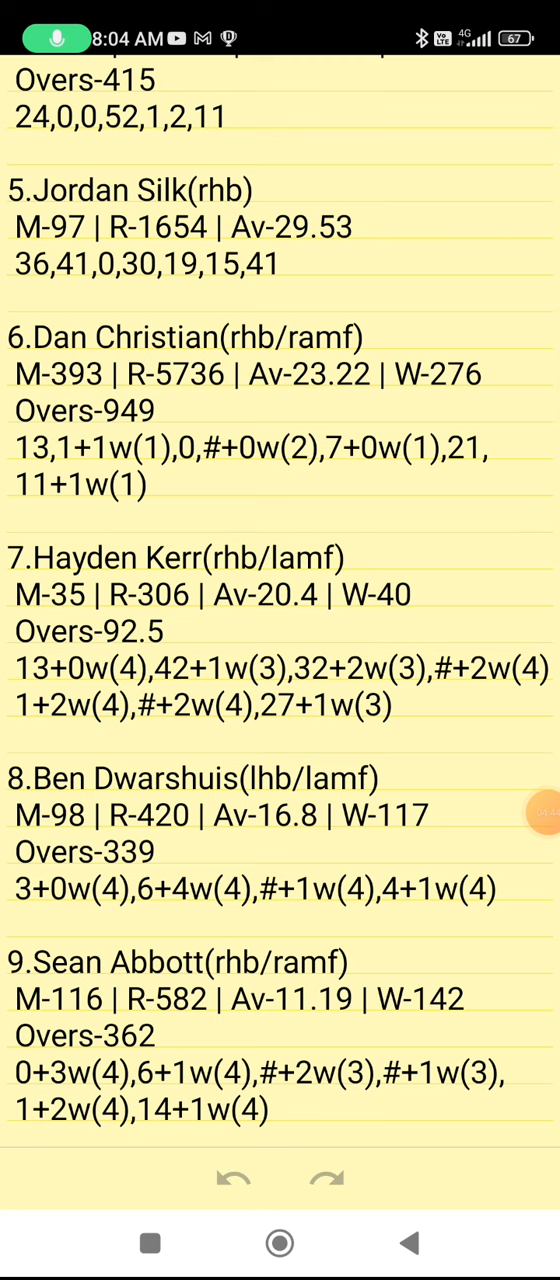 8:04 AM
Vo LTE 4G 67
Overs-415
24,0,0,52,1,2,11
5.Jordan Silk(rhb)
M-97 | R-1654 | Av-29.53
36,41,0,30,19,15,41
6.Dan Christian(rhb/ramf)
M-393 | R-5736 | Av-23.22 | W-276
Overs-949
13,1+1w(1),0,#+0w(2),7+0w(1),21,
11+1w(1)
7.Hayden Kerr(rhb/lamf)
M-35 | R-306 | Av-20.4 | W-40
Overs-92.5
13+0w(4),42+1w(3),32+2w(3),#+2w(4)
1+2w(4),#+2w(4),27+1w(3)
8.Ben Dwarshuis(lhb/lamf)
M-98 | R-420 | Av-16.8 | W-117
04:44
Overs-339
3+0w(4),6+4w(4),#+1w(4),4+1w(4)
9.Sean Abbott(rhb/ramf)
M-116 | R-582 | Av-11.19 | W-142
Overs-362
0+3w(4),6+1w(4),#+2w(3),#+1w(3),
1+2w(4),14+1w(4)